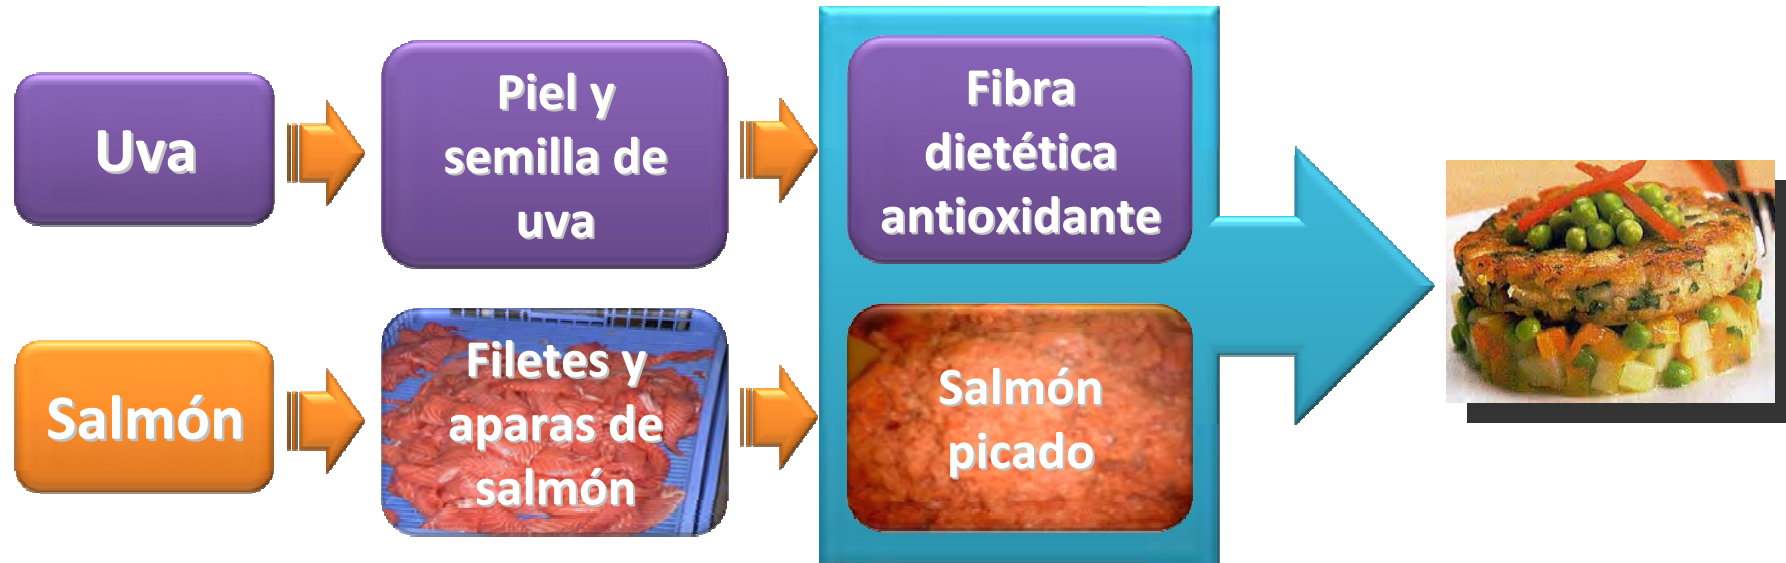 Uva
Piel y
semilla de
uva
Fibra
dietética
antioxidante
Salmón
Filetes y
aparas de
salmón
Salmón
picado